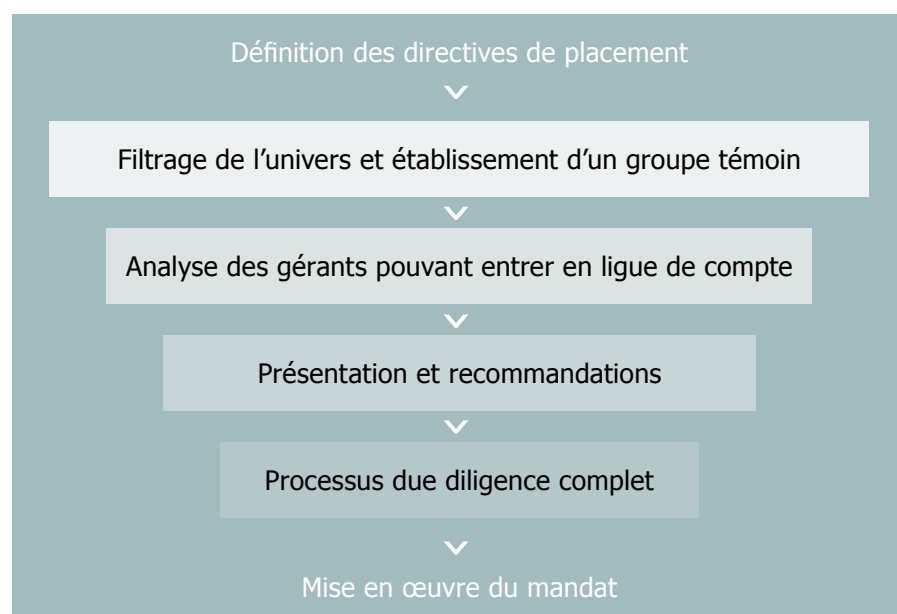 Définition des directives de placement
Filtrage de l’univers et établissement d’un groupe témoin
Analyse des gérants pouvant entrer en ligue de compte
Présentation et recommandations
Processus due diligence complet
Mise en œuvre du mandat